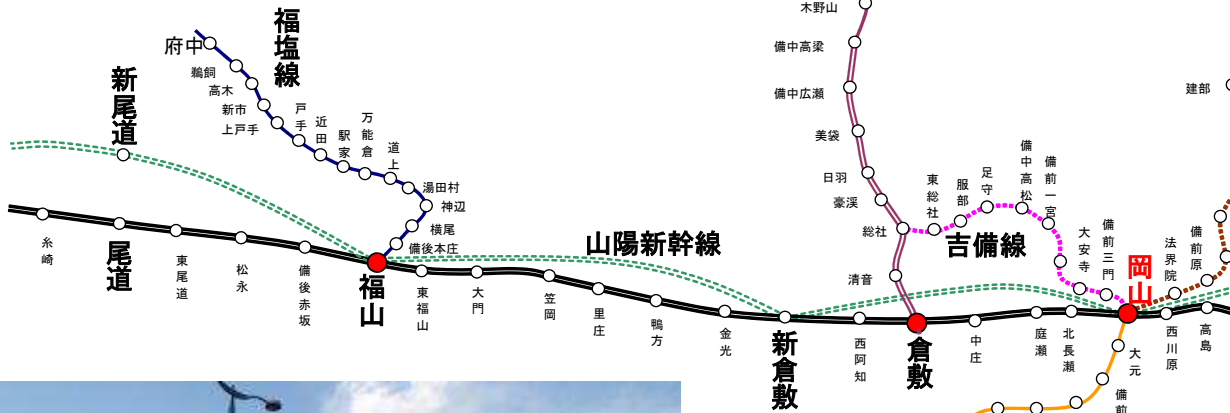 木野山
備中高梁
備中広瀬
美袋
日羽
豪渓
総社
清音
建部
福塩線
府中
鵜飼
高木
新市
上戸手
戸手
近田
駅家
万能倉
道上
湯田村
神辺
横尾
備後本庄
新尾道
山陽新幹線
吉備線
東総社
服部
足守
備中高松
備前一宮
大安寺
備前三門
岡山
法界院
備前原
糸崎
尾道
東尾道
松永
備後赤坂
福山
東福山
大門
笠岡
里庄
鴨方
金光
新倉敷
西阿知
倉敷
中庄
庭瀬
北長瀬
大元
備前
西川原
高島